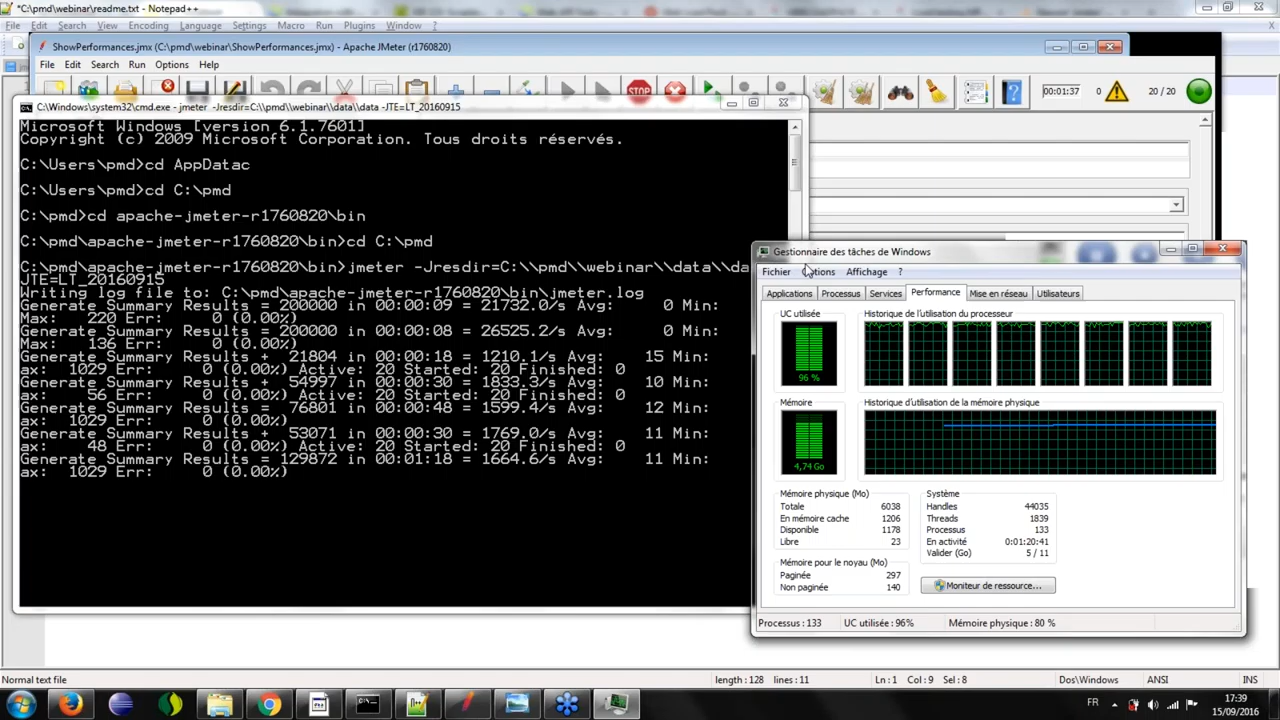 *C:\pmd\webinar\readme.txt - Notepad++
File Edit Search View Encoding Language Settings Macro Run Plugins Window ?
ShowPerformances.jmx (C:\pmd\webinar\ShowPerformances.jmx) - Apache JMeter (r1760820)
File Edit Search Run Options Help
STOP
00:01:37 0 20 / 20
C:\Windows\system32\cmd.exe - jmeter -Jresdir=C:\\pmd\\webinar\\data\\data -JTE=LT_20160915
Microsoft Windows [version 6.1.7601]
Copyright (c) 2009 Microsoft Corporation. Tous droits réservés.
C:\Users\pmd>cd AppDatac
C:\Users\pmd>cd C:\pmd
C:\pmd>cd apache-jmeter-r1760820\bin
C:\pmd\apache-jmeter-r1760820\bin>cd C:\pmd
C:\pmd\apache-jmeter-r1760820\bin>jmeter -Jresdir=C:\\pmd\\webinar\\data\\da
JTE=LT_20160915
Writing log file to: C:\pmd\apache-jmeter-r1760820\bin\jmeter.log
Generate Summary Results = 200000 in 00:00:09 = 21732.0/s Avg: 0 Min:
Max: 220 Err: 0 (0.00%)
Generate Summary Results = 200000 in 00:00:08 = 26525.2/s Avg: 0 Min:
Max: 136 Err: 0 (0.00%)
Generate Summary Results + 21804 in 00:00:18 = 1210.1/s Avg: 15 Min:
ax: 1029 Err: 0 (0.00%) Active: 20 Started: 20 Finished: 0
Generate Summary Results + 54997 in 00:00:30 = 1833.3/s Avg: 10 Min:
ax: 56 Err: 0 (0.00%) Active: 20 Started: 20 Finished: 0
Generate Summary Results = 76801 in 00:00:48 = 1599.4/s Avg: 12 Min:
ax: 1029 Err: 0 (0.00%)
Generate Summary Results + 53071 in 00:00:30 = 1769.0/s Avg: 11 Min:
ax: 48 Err: 0 (0.00%) Active: 20 Started: 20 Finished: 0
Generate Summary Results = 129872 in 00:01:18 = 1664.6/s Avg: 11 Min:
ax: 1029 Err: 0 (0.00%)
Gestionnaire des tâches de Windows
Fichier Options Affichage ?
Applications Processus Services Performance Mise en réseau Utilisateurs
UC utilisée Historique de l'utilisation du processeur
96 %
Mémoire Historique d'utilisation de la mémoire physique
4,74 Go
Mémoire physique (Mo)
Totale 6038
En mémoire cache 1206
Disponible 1178
Libre 23
Mémoire pour le noyau (Mo)
Paginée 297
Non paginée 140
Système
Handles 44035
Threads 1839
Processus 133
En activité 0:01:20:41
Valider (Go) 5 / 11
Moniteur de ressource...
Processus : 133 UC utilisée : 96% Mémoire physique : 80 %
Normal text file length : 128 lines : 11 Ln : 1 Col : 9 Sel : 8 Dos\Windows ANSI INS
FR 17:39
15/09/2016